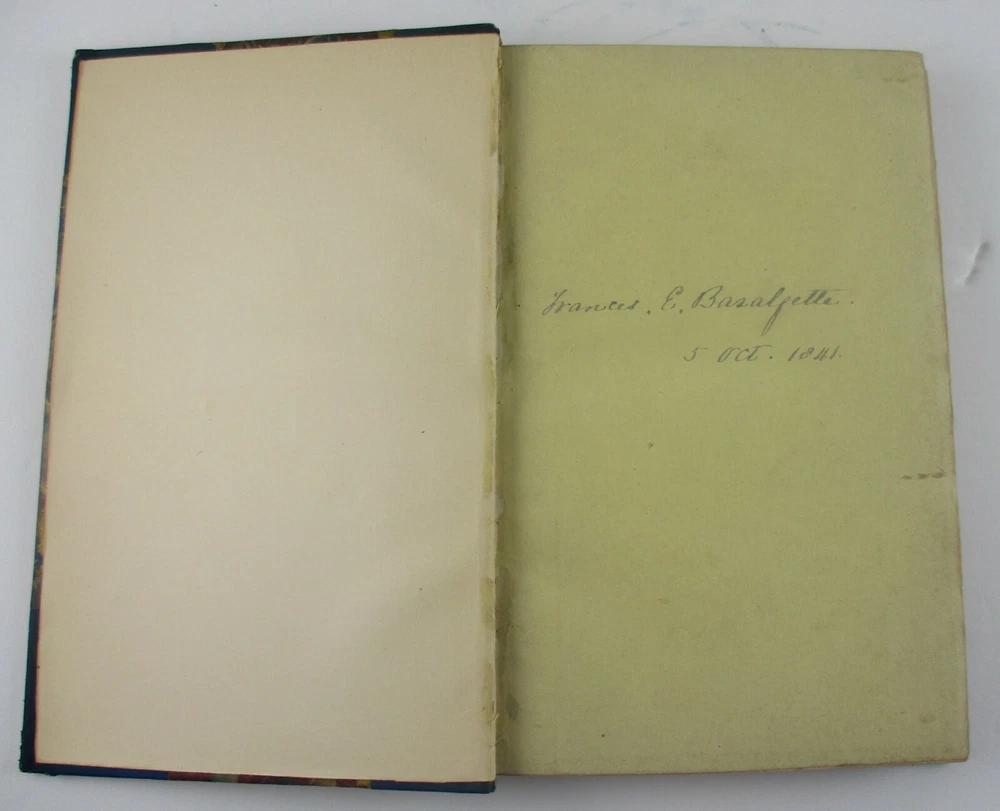 Frances. E. Bazalgette.
5 Oct. 1841.